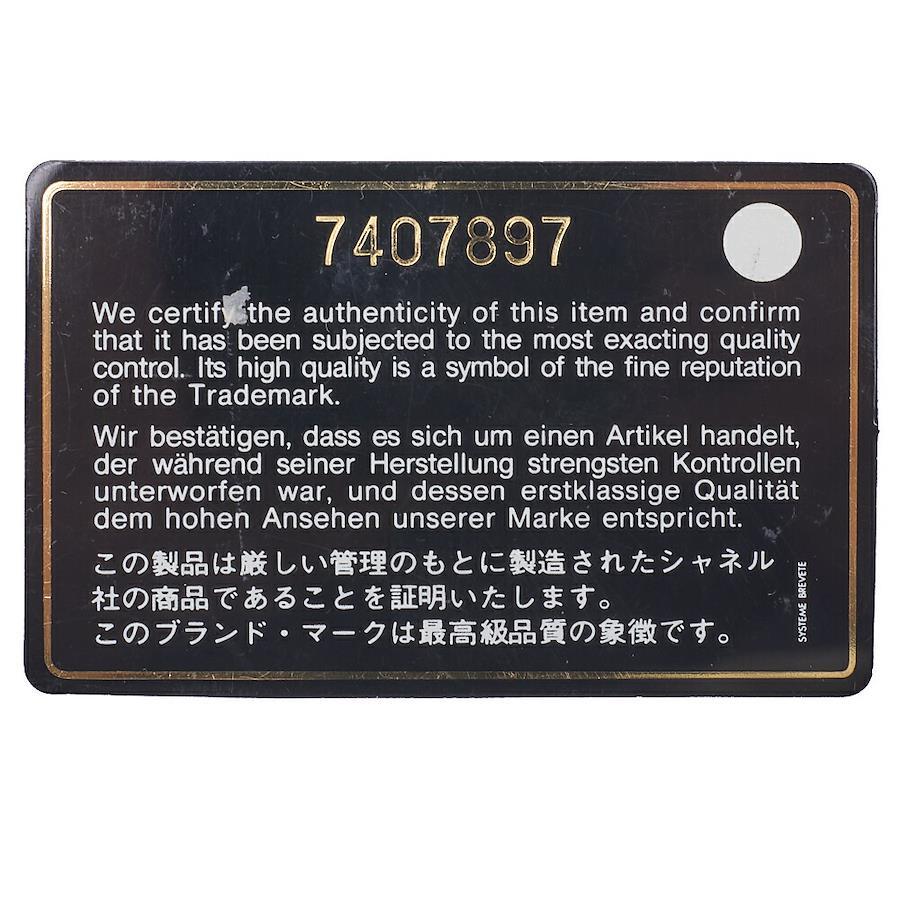 7407897
We certify the authenticity of this item and confirm
that it has been subjected to the most exacting quality
control. Its high quality is a symbol of the fine reputation
of the Trademark.
Wir bestätigen, dass es sich um einen Artikel handelt,
der während seiner Herstellung strengsten Kontrollen
unterworfen war, und dessen erstklassige Qualität
dem hohen Ansehen unserer Marke entspricht.
この製品は厳しい管理のもとに製造されたシャネル
社の商品であることを証明いたします。
このブランド・マークは最高級品質の象徴です。
SYSTEME BREVETE